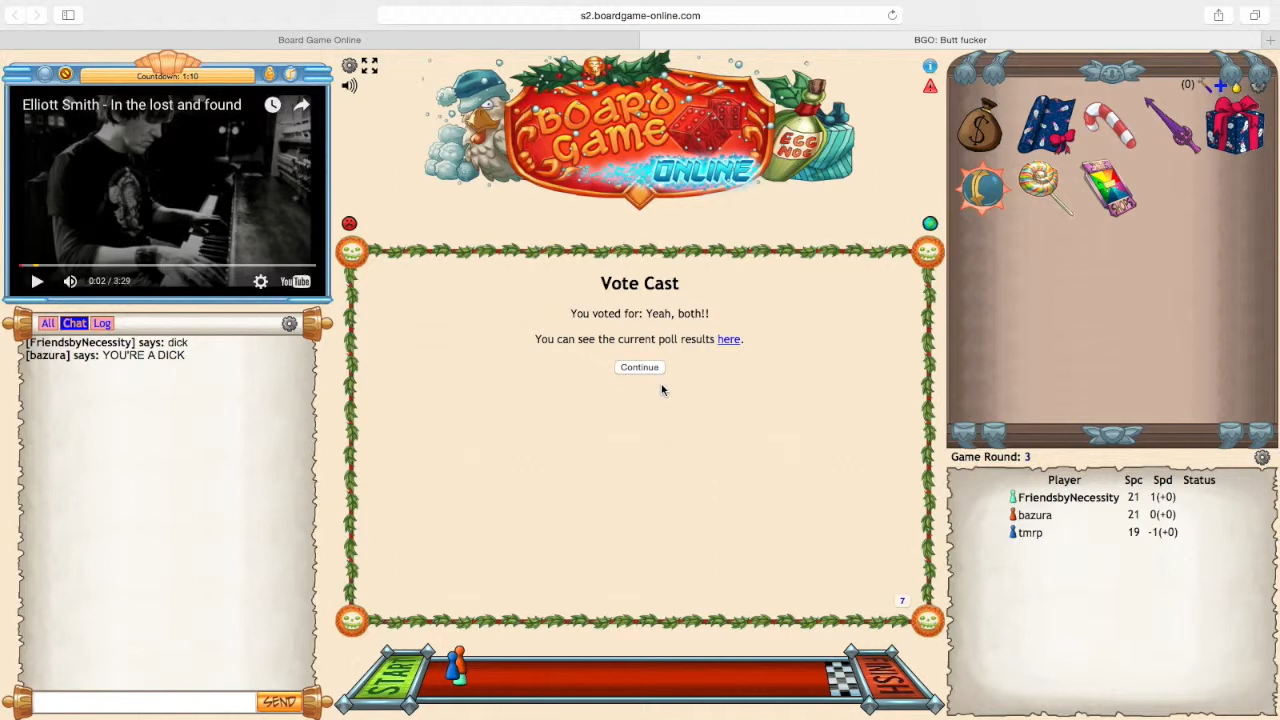 s2.boardgame-online.com
Board Game Online
BGO: Butt fucker
Countdown: 1:10
Elliott Smith - In the lost and found
0:02 / 3:29
YouTube
All Chat Log
[FriendsbyNecessity] says: dick
[bazura] says: YOU'RE A DICK
SEND
BOARD
GAME
ONLINE
EGG
NOG
Vote Cast
You voted for: Yeah, both!!
You can see the current poll results here.
Continue
7
START
FINISH
(0)
$
Game Round: 3
Player Spc Spd Status
FriendsbyNecessity 21 1(+0)
bazura 21 0(+0)
tmrp 19 -1(+0)